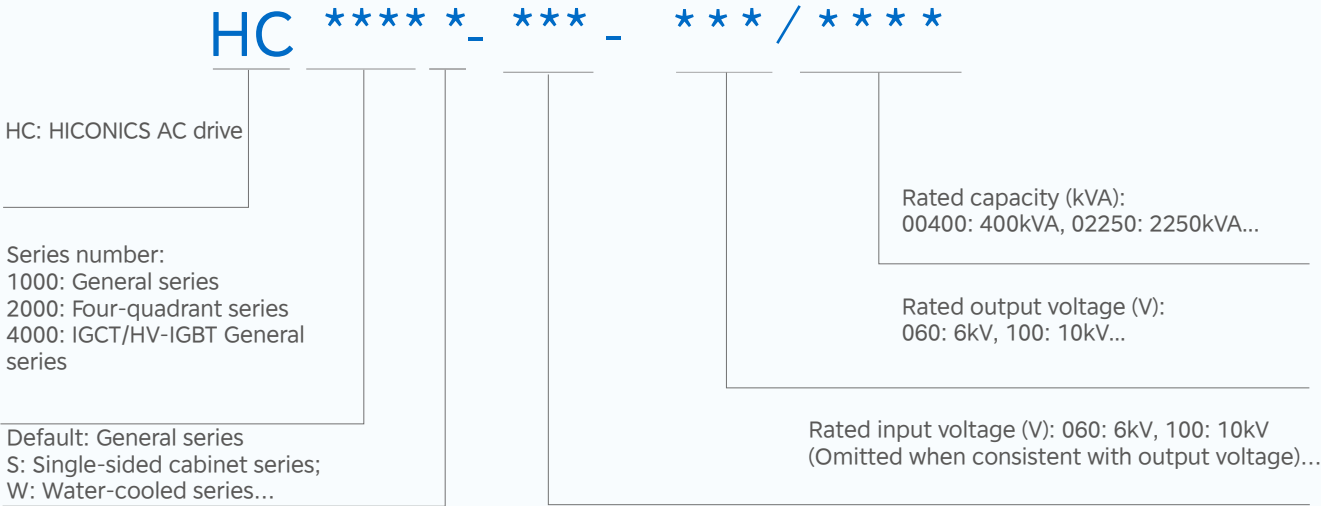 HC **** *- *** - ***/****
HC: HICONICS AC drive
Series number:
1000: General series
2000: Four-quadrant series
4000: IGCT/HV-IGBT General
series
Default: General series
S: Single-sided cabinet series;
W: Water-cooled series...
Rated capacity (kVA):
00400: 400kVA, 02250: 2250kVA...
Rated output voltage (V):
060: 6kV, 100: 10kV...
Rated input voltage (V): 060: 6kV, 100: 10kV
(Omitted when consistent with output voltage)...